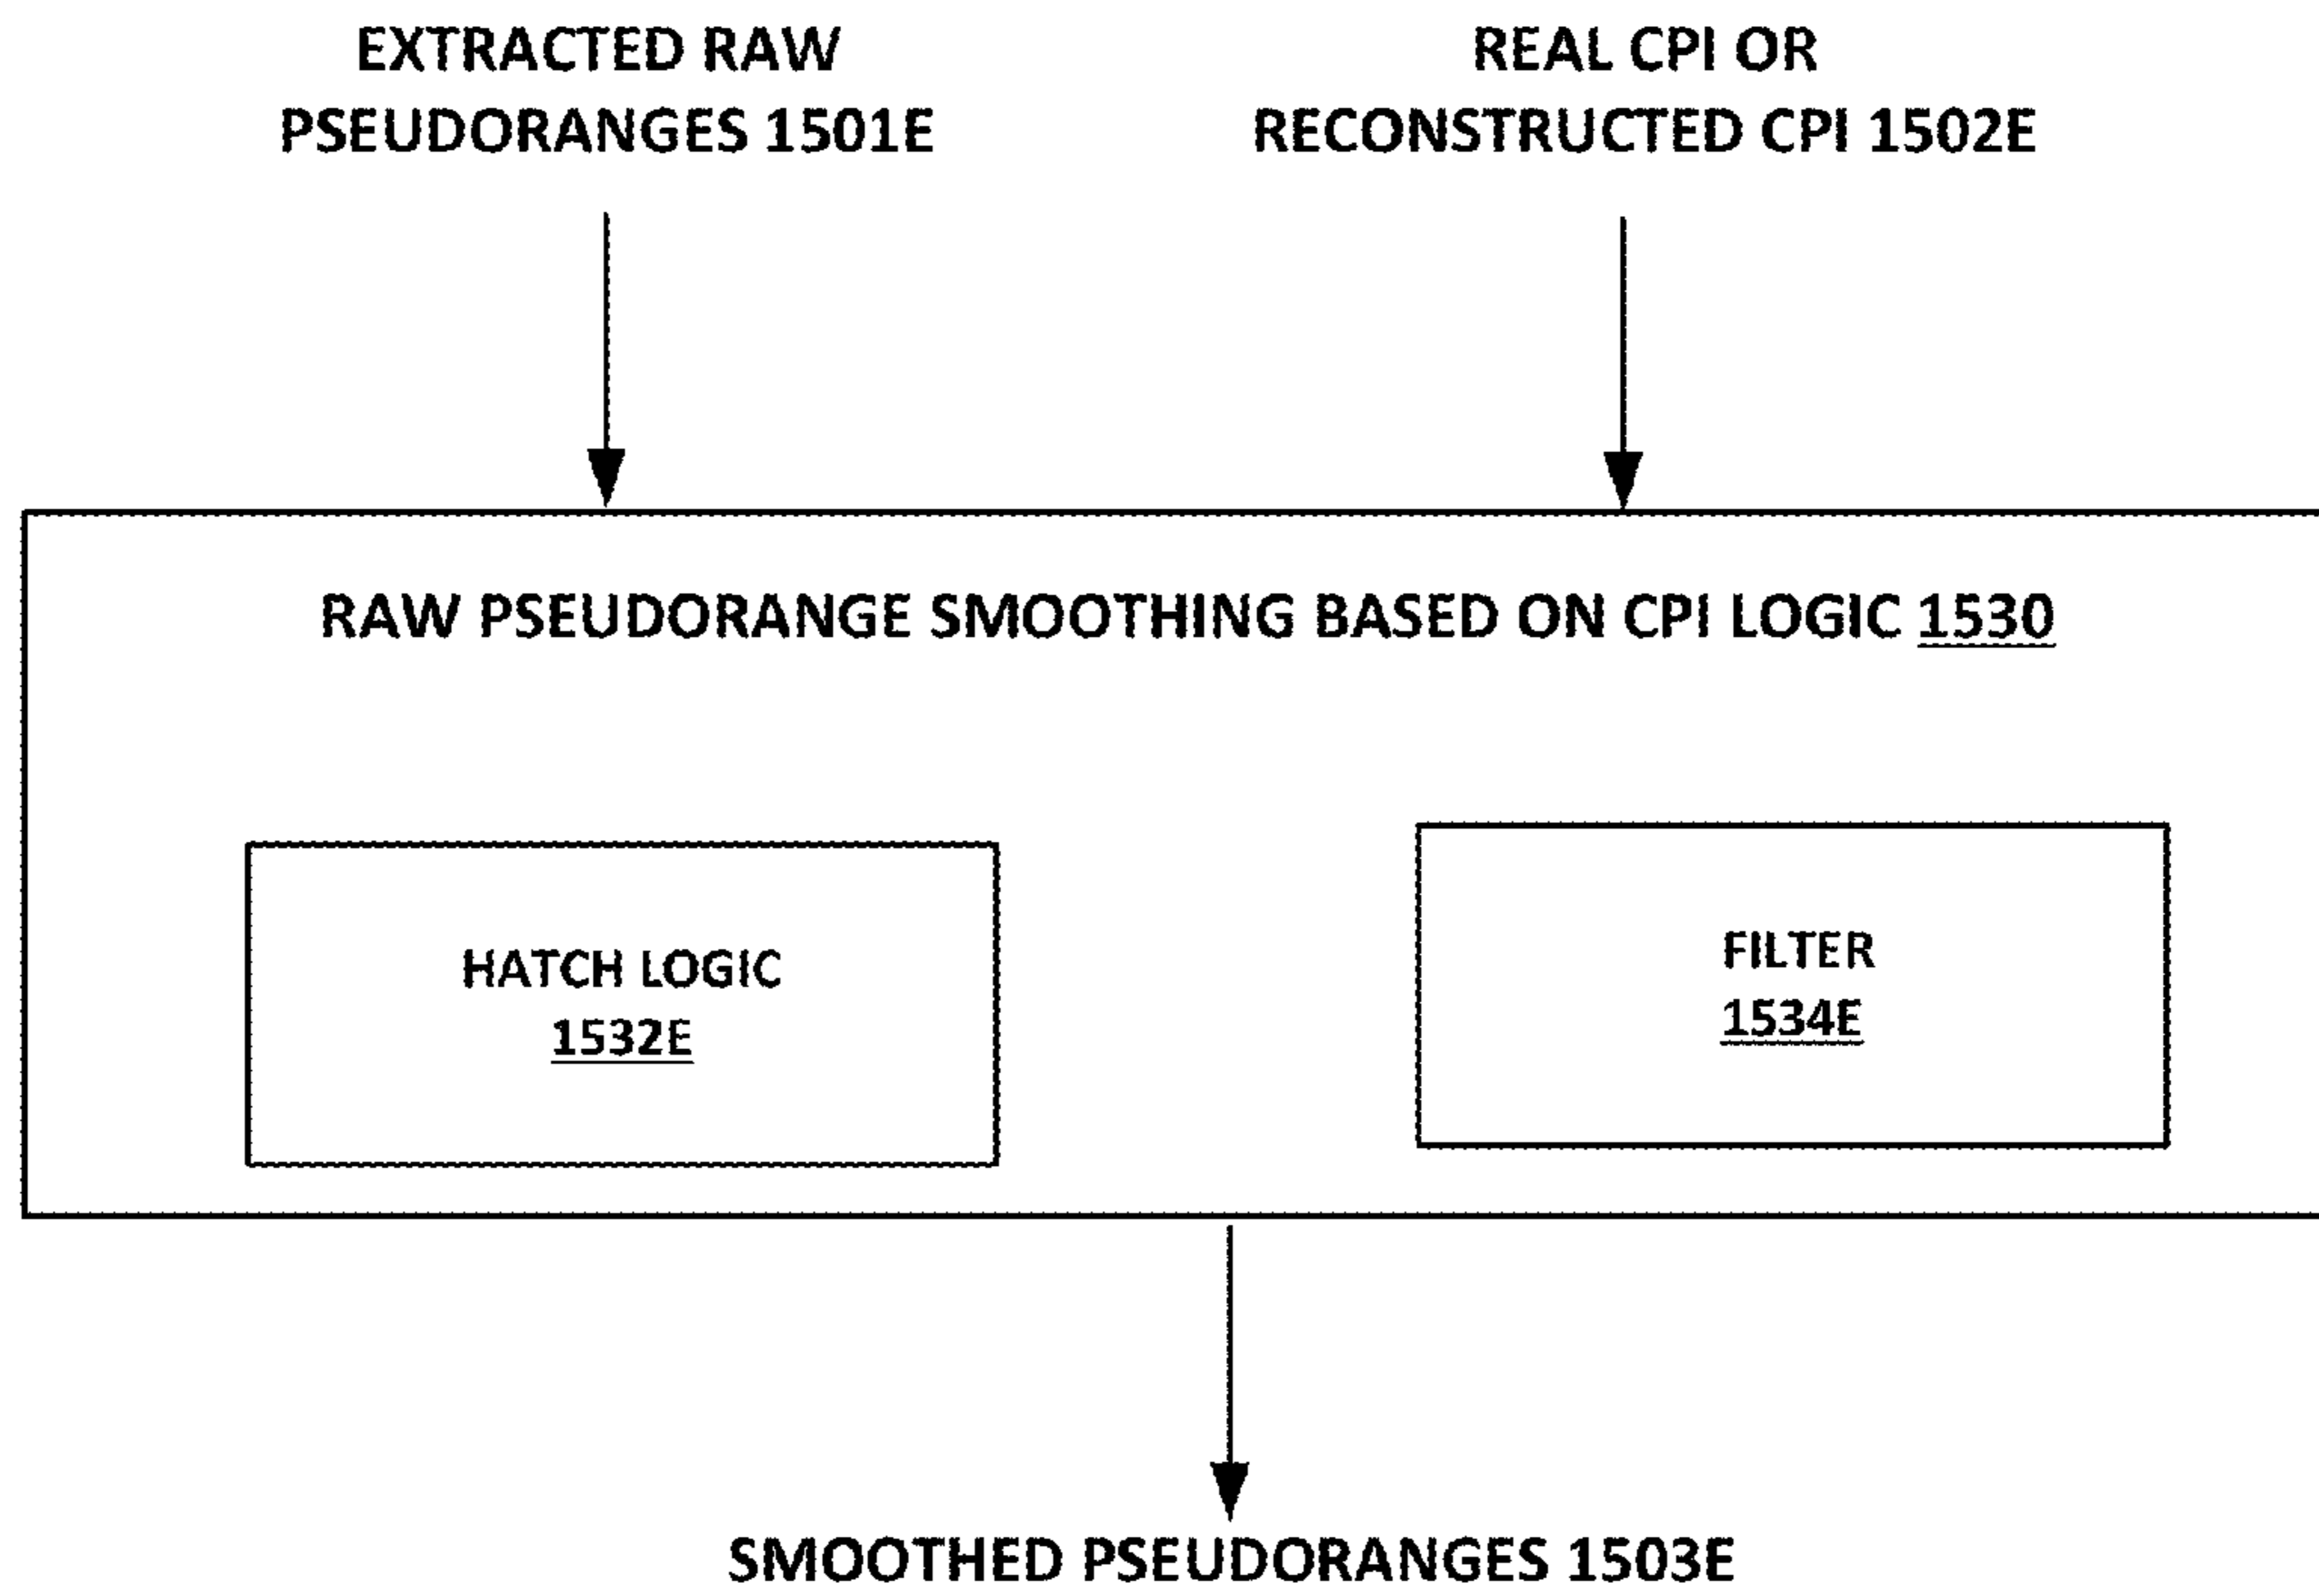 EXTRACTED RAW
PSEUDORANGES 1501E
REAL CPI OR
RECONSTRUCTED CPI 1502E
RAW PSEUDORANGE SMOOTHING BASED ON CPI LOGIC 1530
HATCH LOGIC
1532E
FILTER
1534E
SMOOTHED PSEUDORANGES 1503E